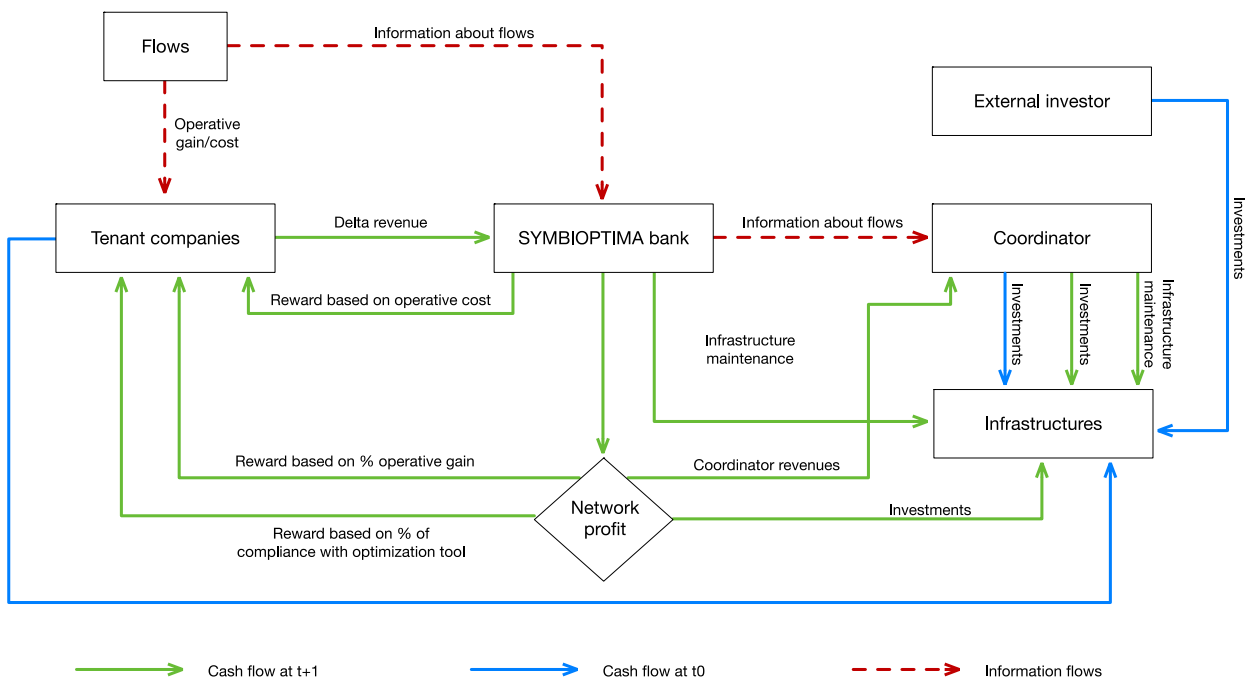 Flows
Information about flows
External investor
Operative
gain/cost
Investments
Tenant companies
Delta revenue
SYMBIOPTIMA bank
Information about flows
Coordinator
Reward based on operative cost
Investments
Investments
Infrastructure
maintenance
Infrastructure
maintenance
Infrastructures
Reward based on % operative gain
Coordinator revenues
Network
profit
Investments
Reward based on % of
compliance with optimization tool
Cash flow at t+1
Cash flow at t0
Information flows